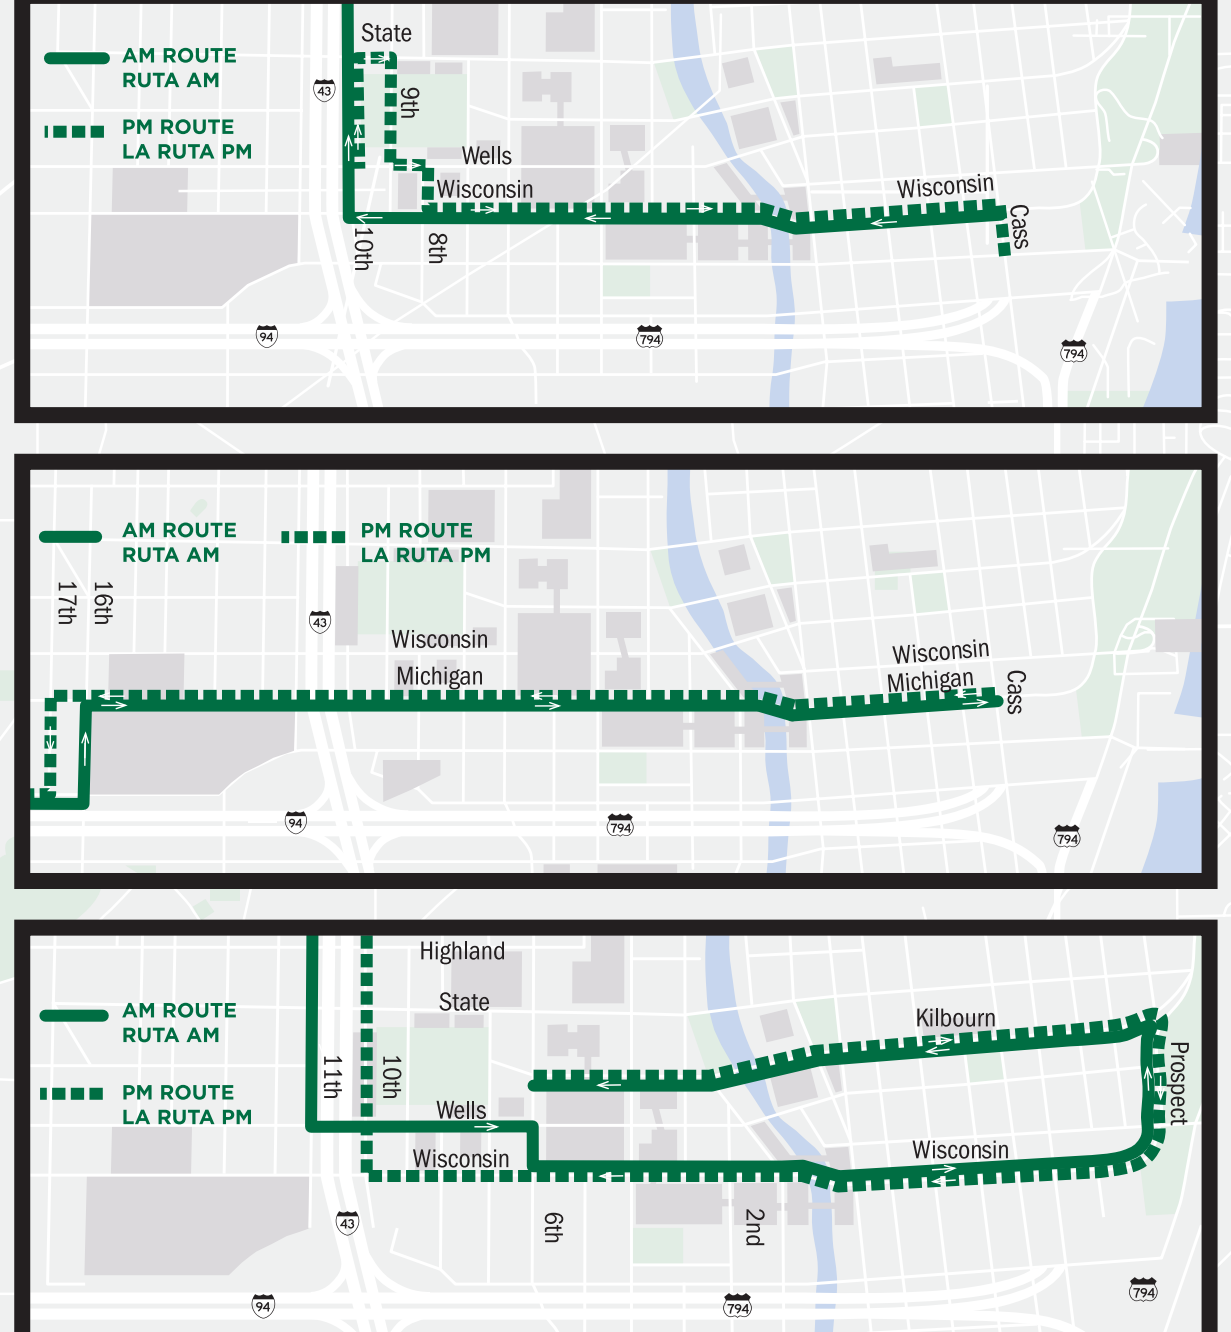 State
AM ROUTE
RUTA AM
43
9th
PM ROUTE
LA RUTA PM
Wells
Wisconsin
Wisconsin
Cass
10th
8th
94
794
794
AM ROUTE
RUTA AM
PM ROUTE
LA RUTA PM
17th
16th
43
Wisconsin
Michigan
Wisconsin
Michigan
Cass
94
794
794
Highland
State
AM ROUTE
RUTA AM
Kilbourn
11th
10th
Prospect
PM ROUTE
LA RUTA PM
Wells
Wisconsin
Wisconsin
6th
2nd
43
94
794
794